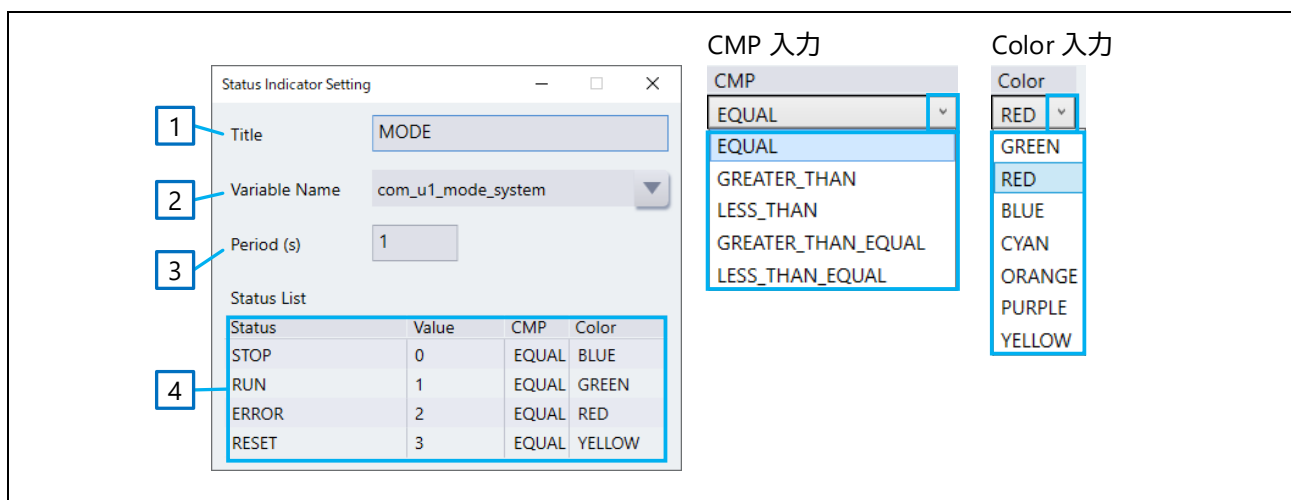 CMP 入力
Color 入力
Status Indicator Setting
1
Title
MODE
2
Variable Name
com_u1_mode_system
3
Period (s)
1
Status List
4
Status Value CMP Color
STOP 0 EQUAL BLUE
RUN 1 EQUAL GREEN
ERROR 2 EQUAL RED
RESET 3 EQUAL YELLOW
CMP
EQUAL
EQUAL
GREATER_THAN
LESS_THAN
GREATER_THAN_EQUAL
LESS_THAN_EQUAL
Color
RED
GREEN
RED
BLUE
CYAN
ORANGE
PURPLE
YELLOW